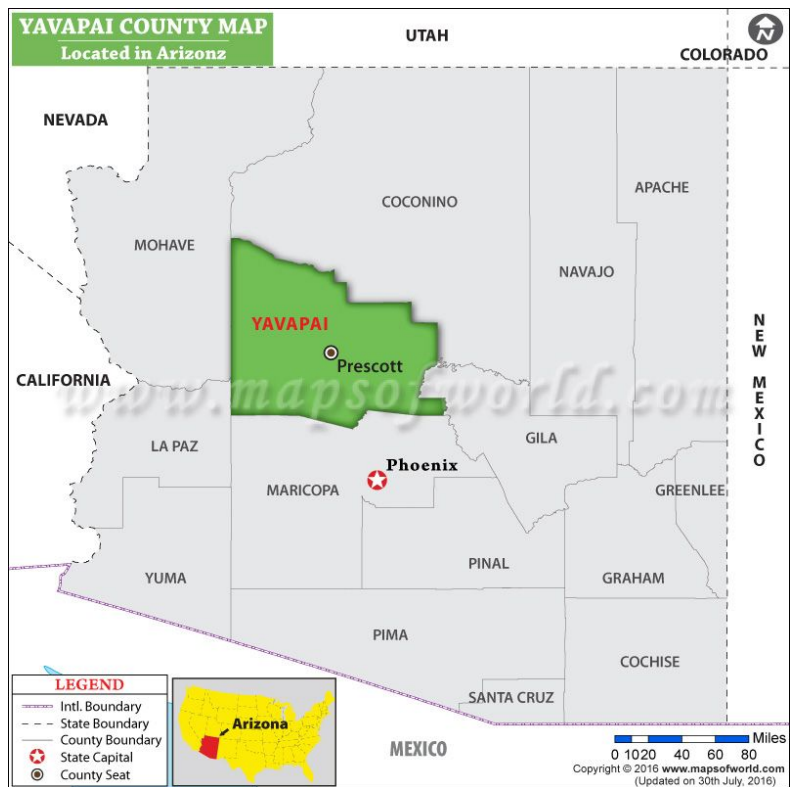 YAVAPAI COUNTY MAP
Located in Arizonz
N
UTAH
COLORADO
NEVADA
APACHE
COCONINO
MOHAVE
NAVAJO
YAVAPAI
NEW MEXICO
Prescott
CALIFORNIA
www.mapsofworld.com
GILA
LA PAZ
Phoenix
MARICOPA
GREENLEE
PINAL
YUMA
GRAHAM
PIMA
COCHISE
SANTA CRUZ
LEGEND
Intl. Boundary
State Boundary
County Boundary
State Capital
County Seat
Arizona
MEXICO
Miles
0 10 20 40 60 80
Copyright © 2016 www.mapsofworld.com
(Updated on 30th July, 2016)